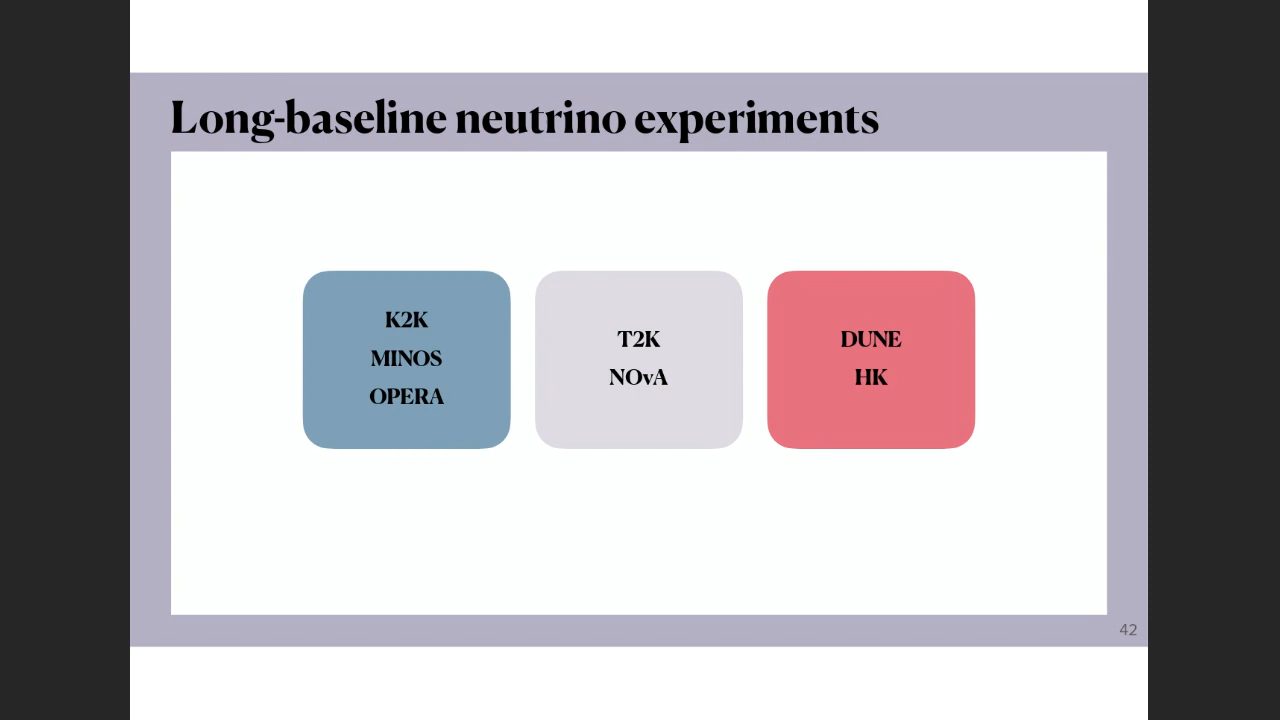 Long-baseline neutrino experiments
K2K
MINOS
OPERA
T2K
NOvA
DUNE
HK
42